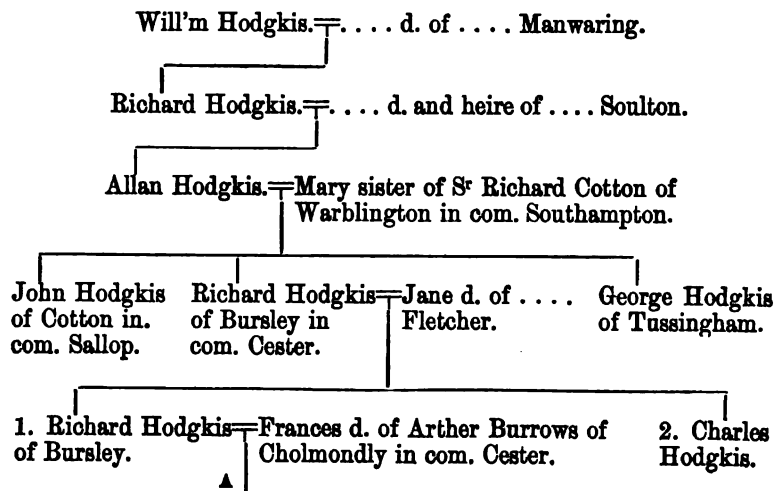 Will'm Hodgkis.=. . . . d. of . . . . Manwaring.
Richard Hodgkis.=. . . . d. and heire of . . . . Soulton.
Allan Hodgkis.=Mary sister of Sʳ Richard Cotton of
Warblington in com. Southampton.
John Hodgkis
of Cotton in.
com. Sallop.
Richard Hodgkis=Jane d. of . . . .
of Bursley in
com. Cester.
Fletcher.
George Hodgkis
of Tussingham.
1. Richard Hodgkis=Frances d. of Arther Burrows of
of Bursley.
Cholmondly in com. Cester.
2. Charles
Hodgkis.
A